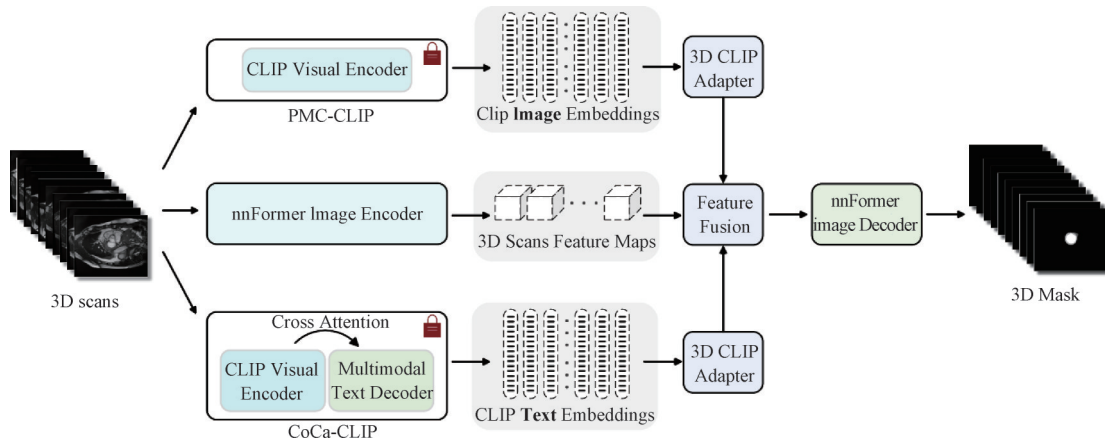 CLIP Visual Encoder
PMC-CLIP
Clip Image Embeddings
3D CLIP
Adapter
3D scans
nnFormer Image Encoder
3D Scans Feature Maps
Feature
Fusion
nnFormer
image Decoder
3D Mask
Cross Attention
CLIP Visual
Encoder
Multimodal
Text Decoder
CoCa-CLIP
CLIP Text Embeddings
3D CLIP
Adapter